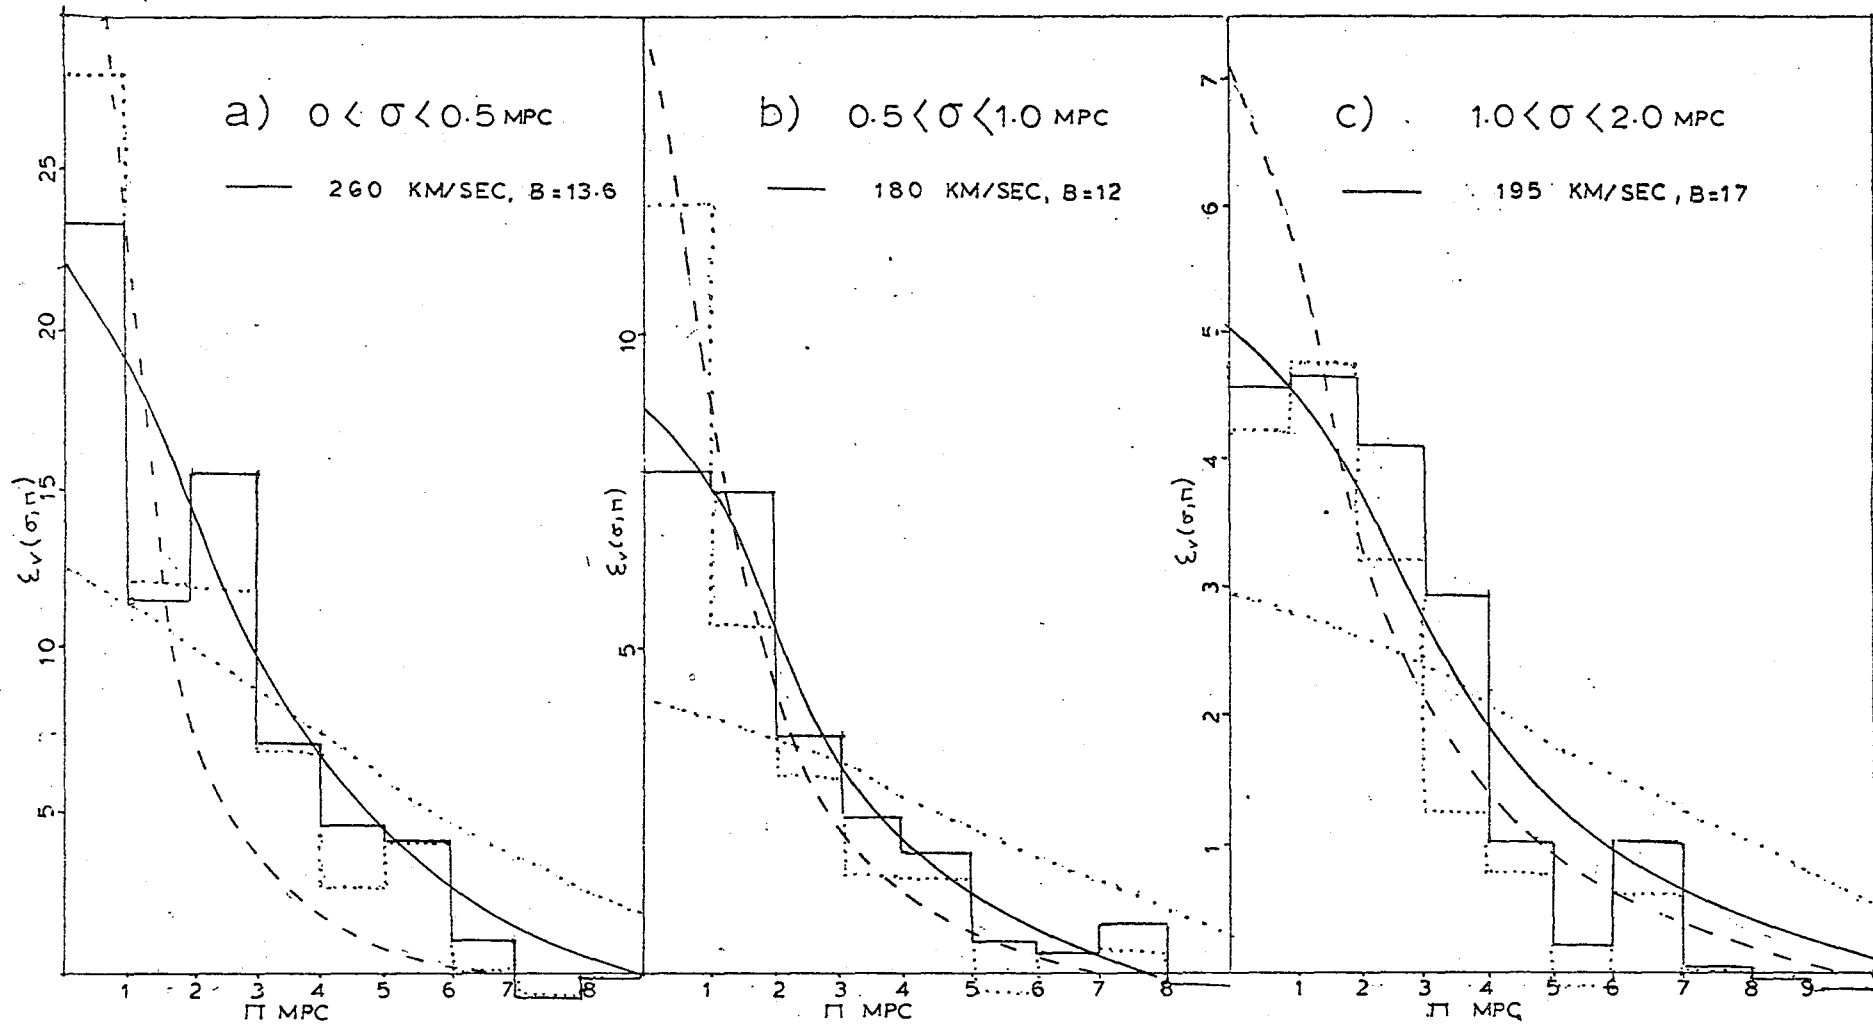 a) 0 < σ < 0.5 MPC
260 KM/SEC, B=13.6
25
20
15
10
5
ξv(σ,π)
1 2 3 4 5 6 7 8
Π MPC
b) 0.5 < σ < 1.0 MPC
180 KM/SEC, B=12
10
5
ξv(σ,π)
1 2 3 4 5 6 7 8
Π MPC
c) 1.0 < σ < 2.0 MPC
195 KM/SEC, B=17
7
6
5
4
3
2
1
ξv(σ,π)
1 2 3 4 5 6 7 8 9
Π MPC